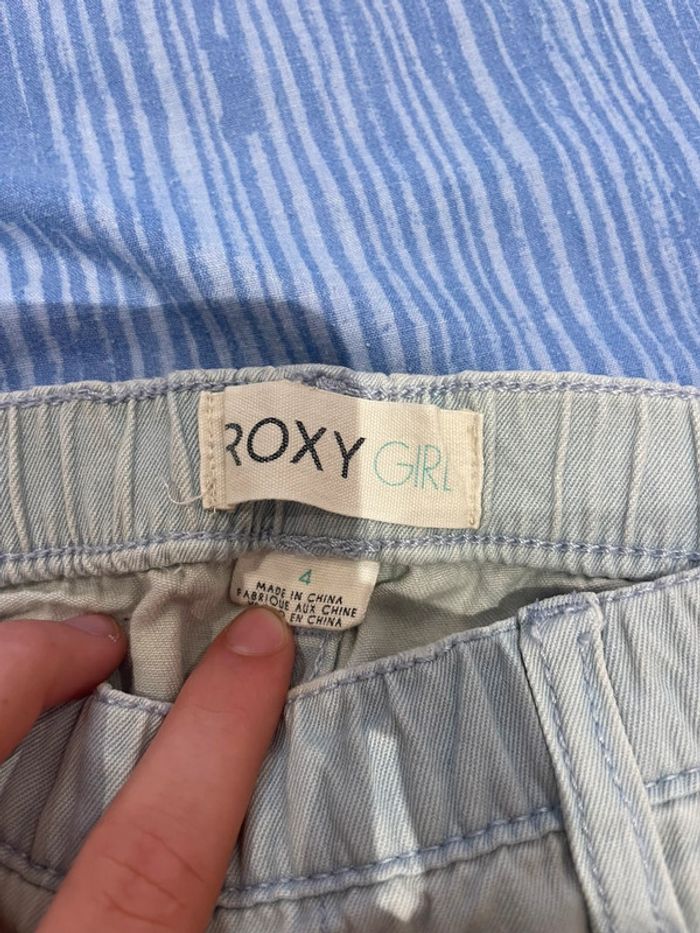 ROXY GIRL
4
MADE IN CHINA
FABRIQUE AUX CHINE
EN CHINA